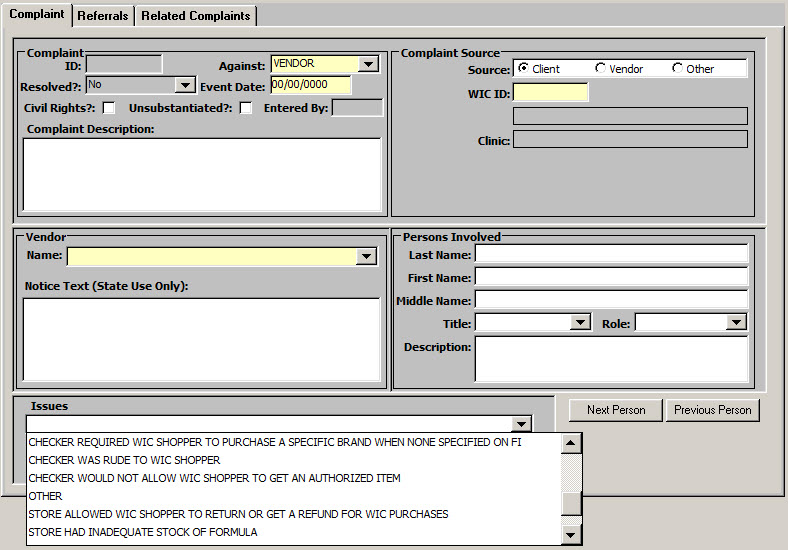 Complaint Referrals Related Complaints
Complaint
ID: Against: VENDOR
Resolved?: No Event Date: 00/00/0000
Civil Rights?: Unsubstantiated?: Entered By:
Complaint Description:
Complaint Source
Source: Client Vendor Other
WIC ID:
Clinic:
Vendor
Name:
Notice Text (State Use Only):
Persons Involved
Last Name:
First Name:
Middle Name:
Title: Role:
Description:
Issues
Next Person Previous Person
CHECKER REQUIRED WIC SHOPPER TO PURCHASE A SPECIFIC BRAND WHEN NONE SPECIFIED ON FI
CHECKER WAS RUDE TO WIC SHOPPER
CHECKER WOULD NOT ALLOW WIC SHOPPER TO GET AN AUTHORIZED ITEM
OTHER
STORE ALLOWED WIC SHOPPER TO RETURN OR GET A REFUND FOR WIC PURCHASES
STORE HAD INADEQUATE STOCK OF FORMULA